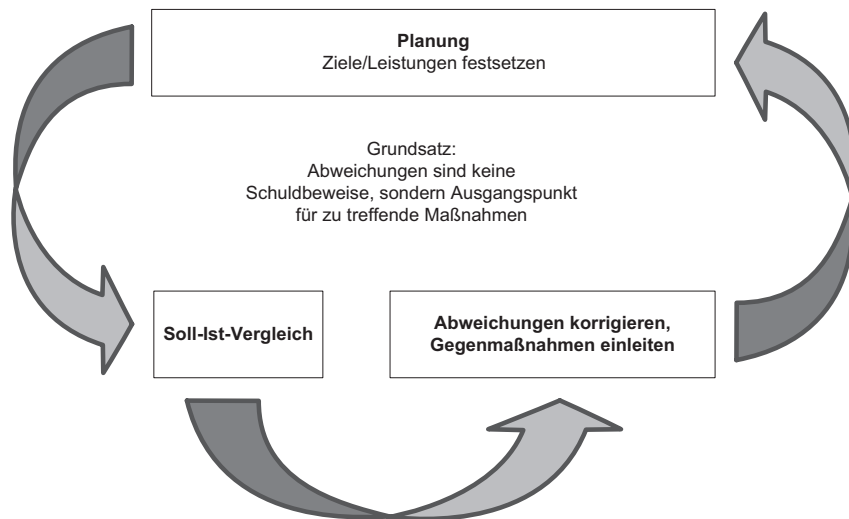 Planung
Ziele/Leistungen festsetzen
Grundsatz:
Abweichungen sind keine
Schuldbeweise, sondern Ausgangspunkt
für zu treffende Maßnahmen
Soll-Ist-Vergleich
Abweichungen korrigieren,
Gegenmaßnahmen einleiten